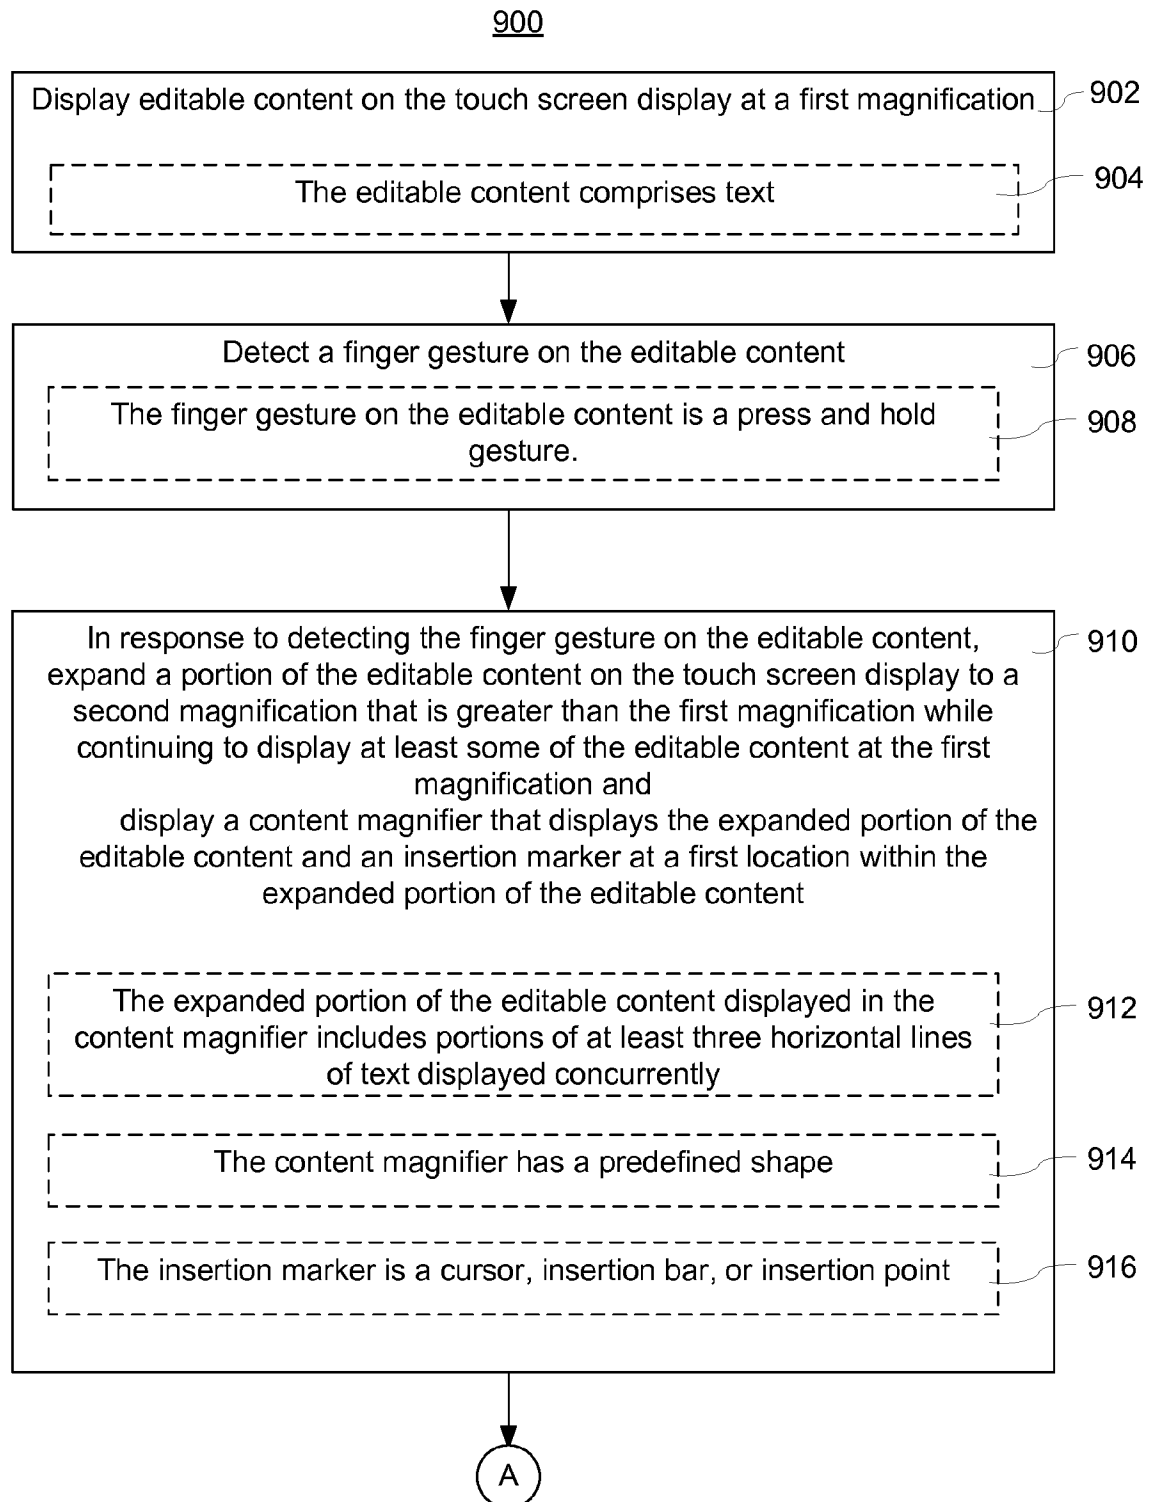 900
Display editable content on the touch screen display at a first magnification
902
The editable content comprises text
904
Detect a finger gesture on the editable content
906
The finger gesture on the editable content is a press and hold
gesture.
908
In response to detecting the finger gesture on the editable content,
expand a portion of the editable content on the touch screen display to a
second magnification that is greater than the first magnification while
continuing to display at least some of the editable content at the first
magnification and
display a content magnifier that displays the expanded portion of the
editable content and an insertion marker at a first location within the
expanded portion of the editable content
910
The expanded portion of the editable content displayed in the
content magnifier includes portions of at least three horizontal lines
of text displayed concurrently
912
The content magnifier has a predefined shape
914
The insertion marker is a cursor, insertion bar, or insertion point
916
A